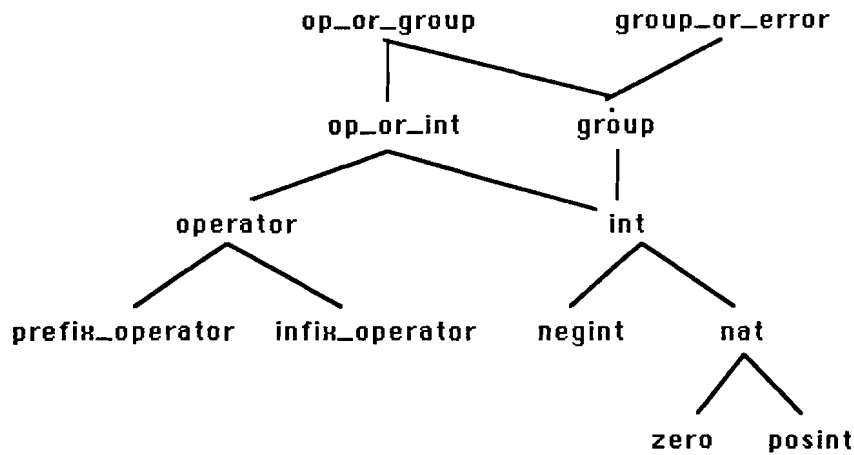 op_or_group group_or_error
op_or_int group
operator int
prefix_operator infix_operator negint nat
zero posint